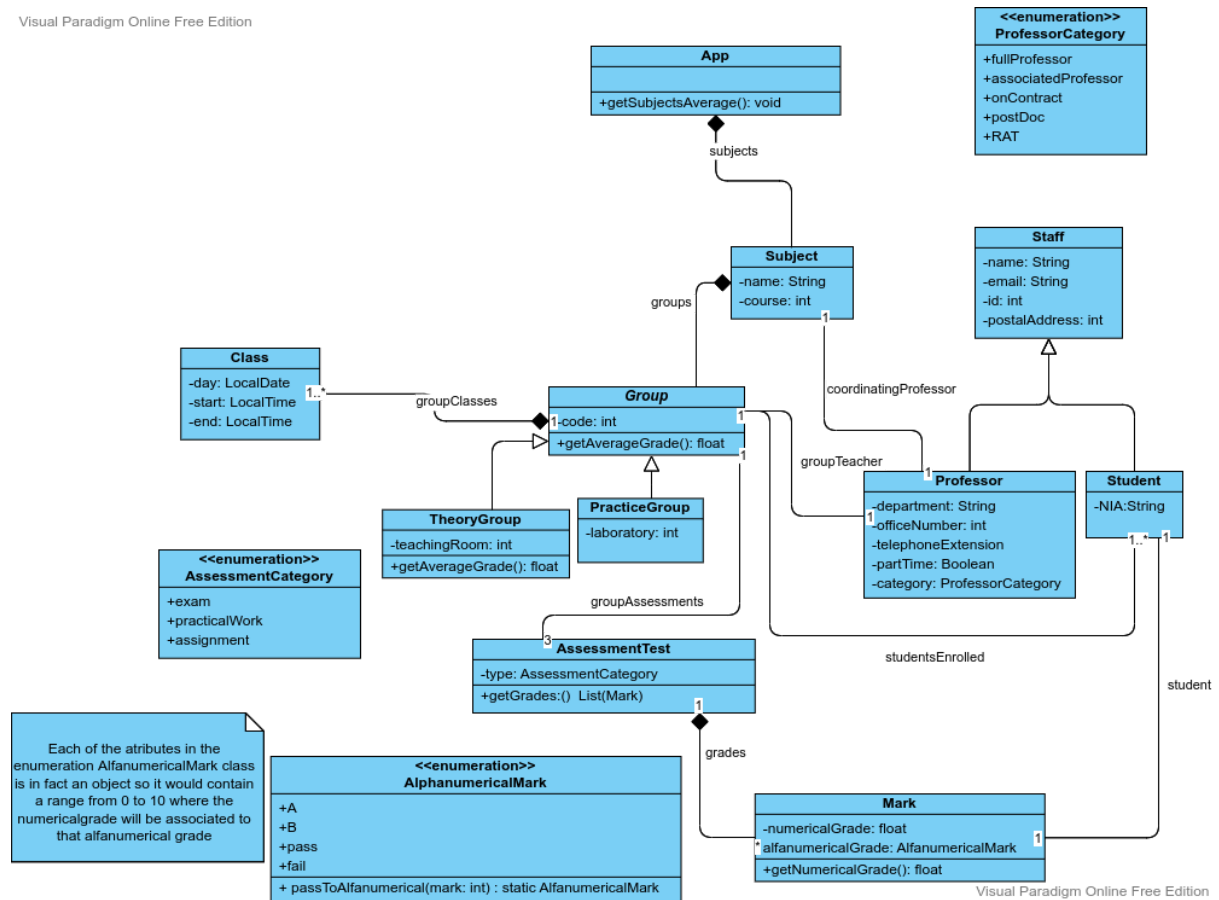 Visual Paradigm Online Free Edition
<<enumeration>>
ProfessorCategory
+fullProfessor
+associatedProfessor
+onContract
+postDoc
+RAT
App
+getSubjectsAverage(): void
subjects
Subject
-name: String
-course: int
1
groups
Staff
-name: String
-email: String
-id: int
-postalAddress: int
Class
-day: LocalDate
-start: LocalTime
-end: LocalTime
1..*
groupClasses
coordinatingProfessor
Group
1
-code: int
1
+getAverageGrade(): float
1
groupTeacher
1
Professor
-department: String
1
-officeNumber: int
-telephoneExtension
-partTime: Boolean
-category: ProfessorCategory
Student
-NIA:String
1..*
1
TheoryGroup
-teachingRoom: int
+getAverageGrade(): float
PracticeGroup
-laboratory: int
<<enumeration>>
AssessmentCategory
+exam
+practicalWork
+assignment
groupAssessments
3
AssessmentTest
-type: AssessmentCategory
+getGrades:() List(Mark)
1
studentsEnrolled
student
grades
Each of the atributes in the
enumeration AlfanumericalMark class
is in fact an object so it would contain
a range from 0 to 10 where the
numericalgrade will be associated to
that alfanumerical grade
<<enumeration>>
AlphanumericalMark
+A
+B
+pass
+fail
+ passToAlfanumerical(mark: int) : static AlfanumericalMark
Mark
-numericalGrade: float
*
alfanumericalGrade: AlfanumericalMark
1
+getNumericalGrade(): float
Visual Paradigm Online Free Edition